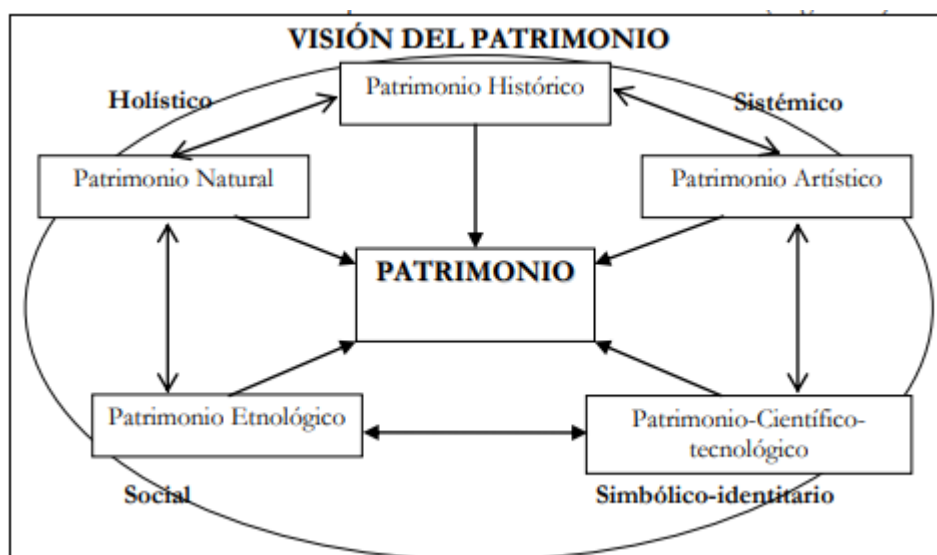 VISIÓN DEL PATRIMONIO
Patrimonio Histórico
Holístico
Sistémico
Patrimonio Natural
Patrimonio Artístico
PATRIMONIO
Patrimonio Etnológico
Patrimonio-Científico-
tecnológico
Social
Simbólico-identitario